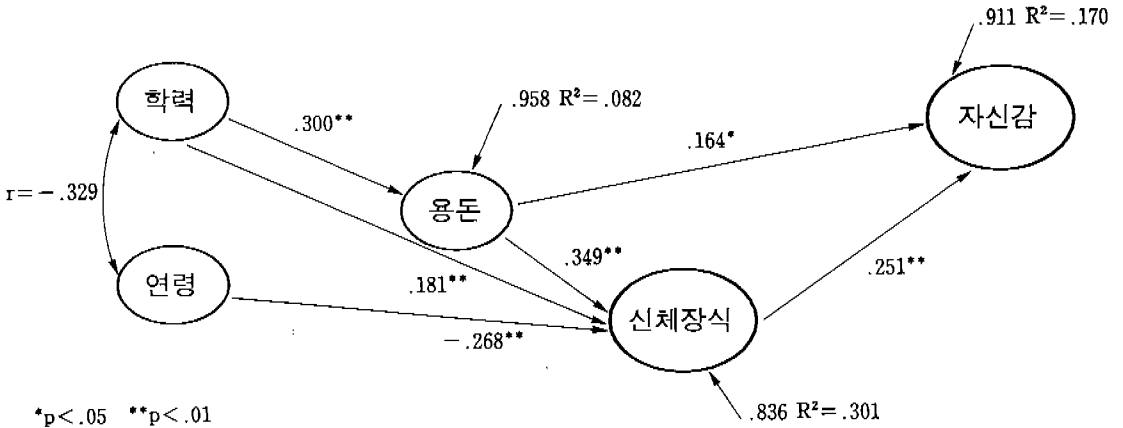 .911 R²=.170
학력
.958 R²=.082
자신감
.300**
.164*
r=-.329
용돈
.349**
연령
.181**
.251**
신체장식
-.268**
*p<.05 **p<.01
.836 R²=.301